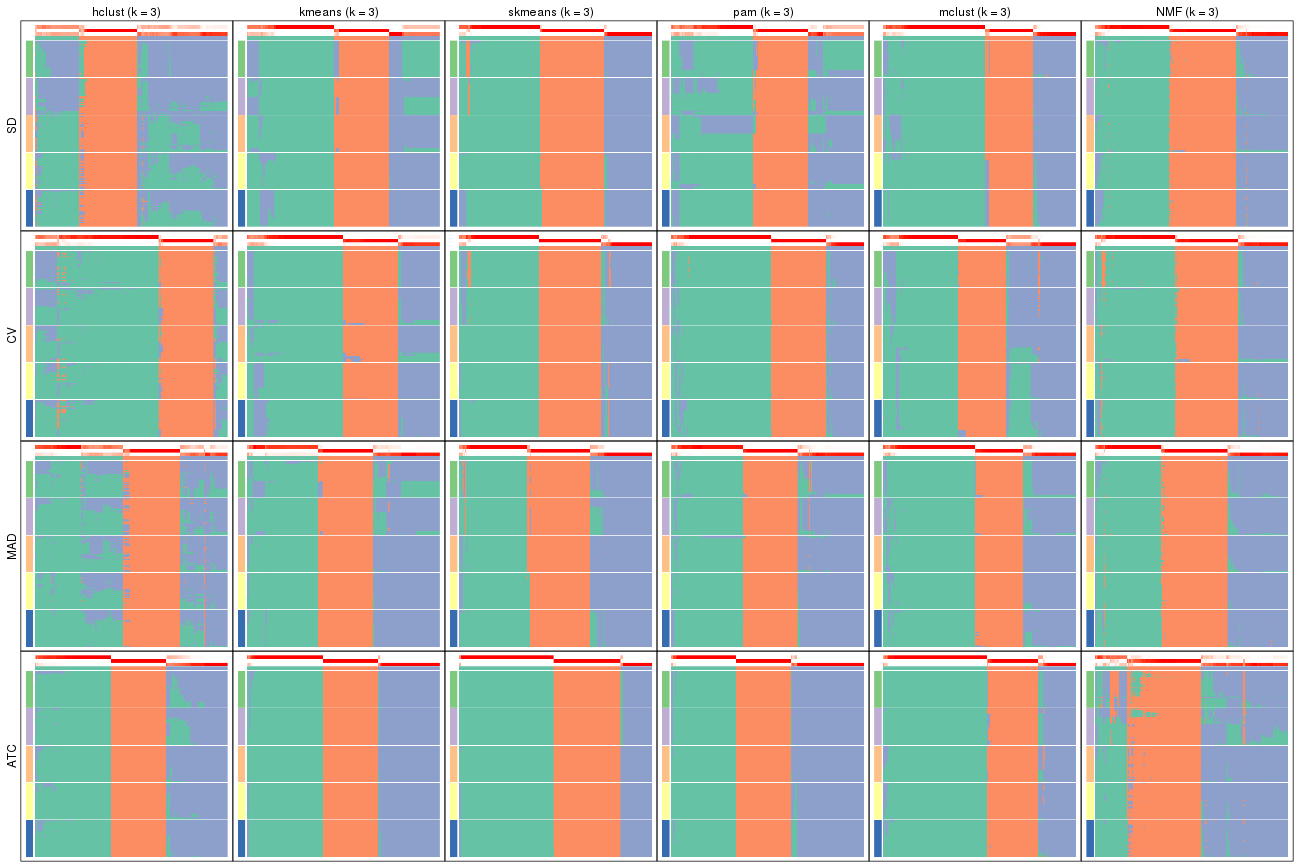 hclust (k = 3)
kmeans (k = 3)
skmeans (k = 3)
pam (k = 3)
mclust (k = 3)
NMF (k = 3)
SD
CV
MAD
ATC